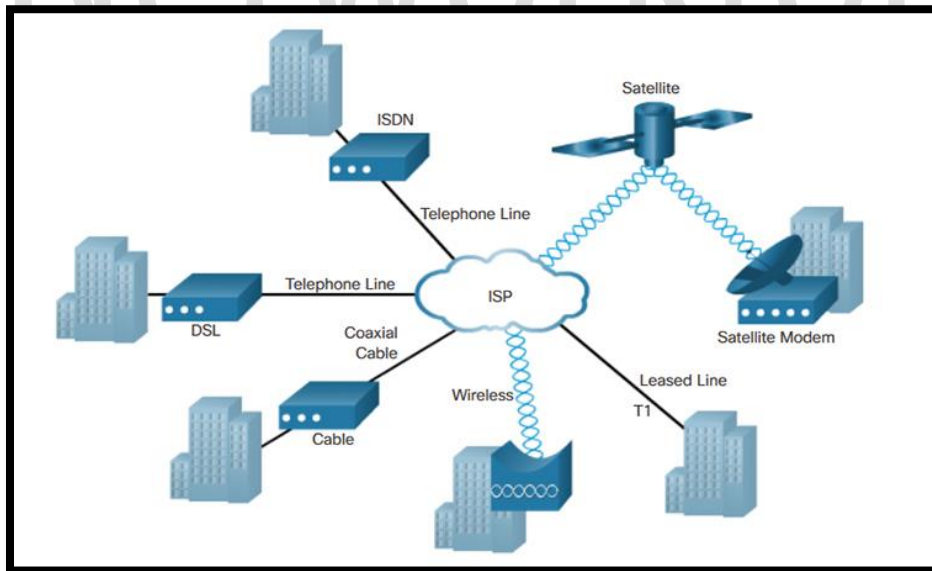 Satellite
ISDN
Telephone Line
Telephone Line
ISP
DSL
Satellite Modem
Coaxial
Cable
Leased Line
Wireless
T1
Cable